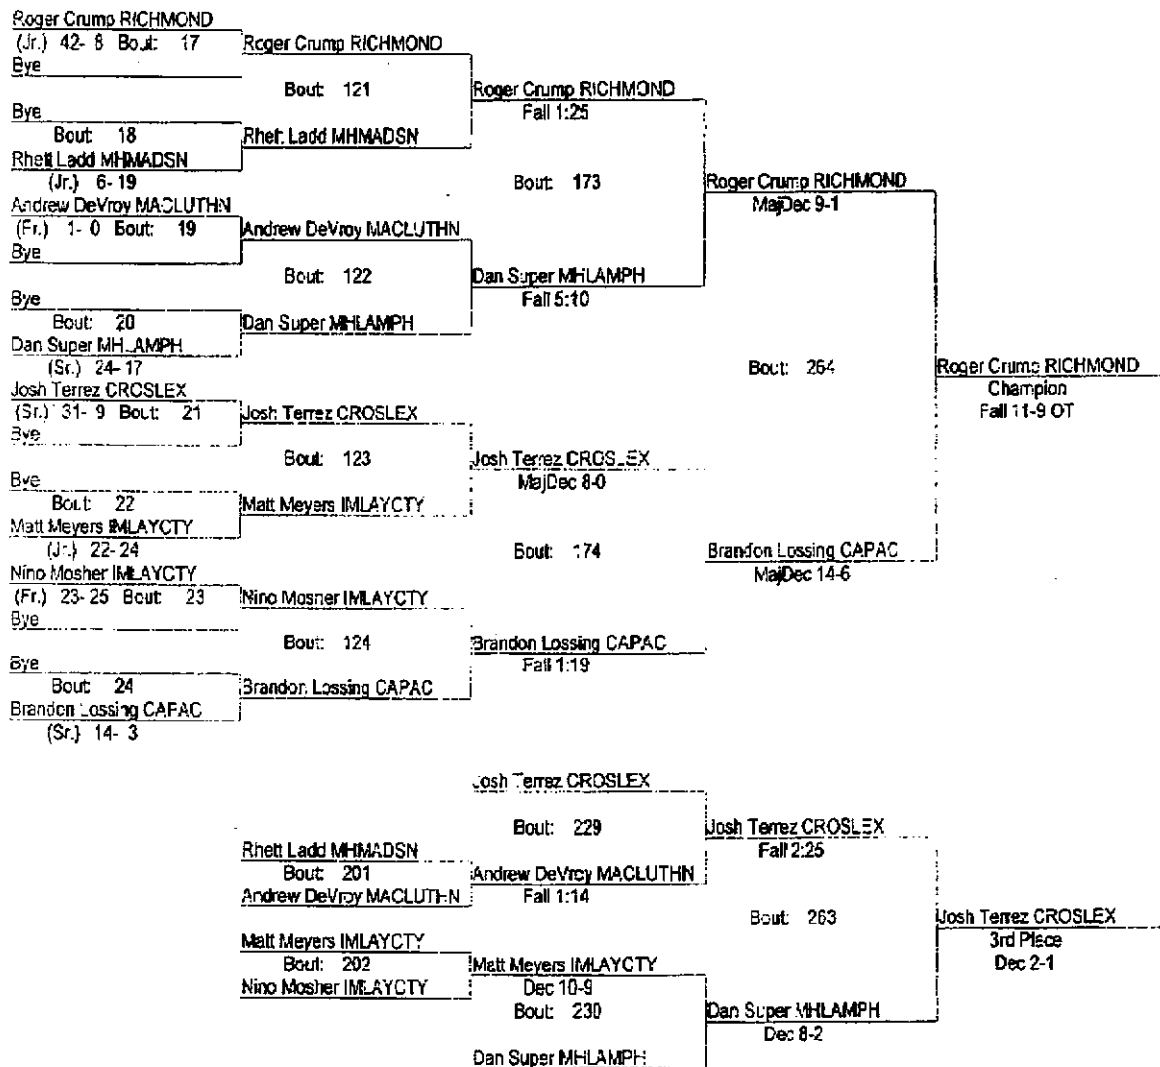 Roger Crump RICHMOND
(Jr.) 42- 8 Bout: 17
Bye
Bye
Bout: 18
Rhett Ladd MHMADSN
(Jr.) 6- 19
Andrew DeVroy MACLUTHN
(Fr.) 1- 0 Bout: 19
Bye
Bye
Bout: 20
Dan Super MHLAMPH
(Sr.) 24- 17
Josh Terrez CROSLEX
(Sr.) 31- 9 Bout: 21
Bye
Bye
Bout: 22
Matt Meyers IMLAYCTY
(Jr.) 22- 24
Nino Mosher IMLAYCTY
(Fr.) 23- 25 Bout: 23
Bye
Bye
Bout: 24
Brandon Lossing CAPAC
(Sr.) 14- 3
Roger Crump RICHMOND
Bout: 121
Rhett Ladd MHMADSN
Andrew DeVroy MACLUTHN
Bout: 122
Dan Super MHLAMPH
Josh Terrez CROSLEX
Bout: 123
Matt Meyers IMLAYCTY
Nino Mosher IMLAYCTY
Bout: 124
Brandon Lossing CAPAC
Roger Crump RICHMOND
Fall 1:25
Bout: 173
Dan Super MHLAMPH
Fall 5:10
Josh Terrez CROSLEX
MajDec 8-0
Bout: 174
Brandon Lossing CAPAC
Fall 1:19
Roger Crump RICHMOND
MajDec 9-1
Bout: 264
Brandon Lossing CAPAC
MajDec 14-6
Roger Crump RICHMOND
Champion
Fall 11-9 OT
Josh Terrez CROSLEX
Bout: 229
Rhett Ladd MHMADSN
Bout: 201
Andrew DeVroy MACLUTHN
Andrew DeVroy MACLUTHN
Fall 1:14
Matt Meyers IMLAYCTY
Bout: 202
Nino Mosher IMLAYCTY
Matt Meyers IMLAYCTY
Dec 10-9
Bout: 230
Dan Super MHLAMPH
Josh Terrez CROSLEX
Fall 2:25
Bout: 263
Dan Super MHLAMPH
Dec 8-2
Josh Terrez CROSLEX
3rd Place
Dec 2-1